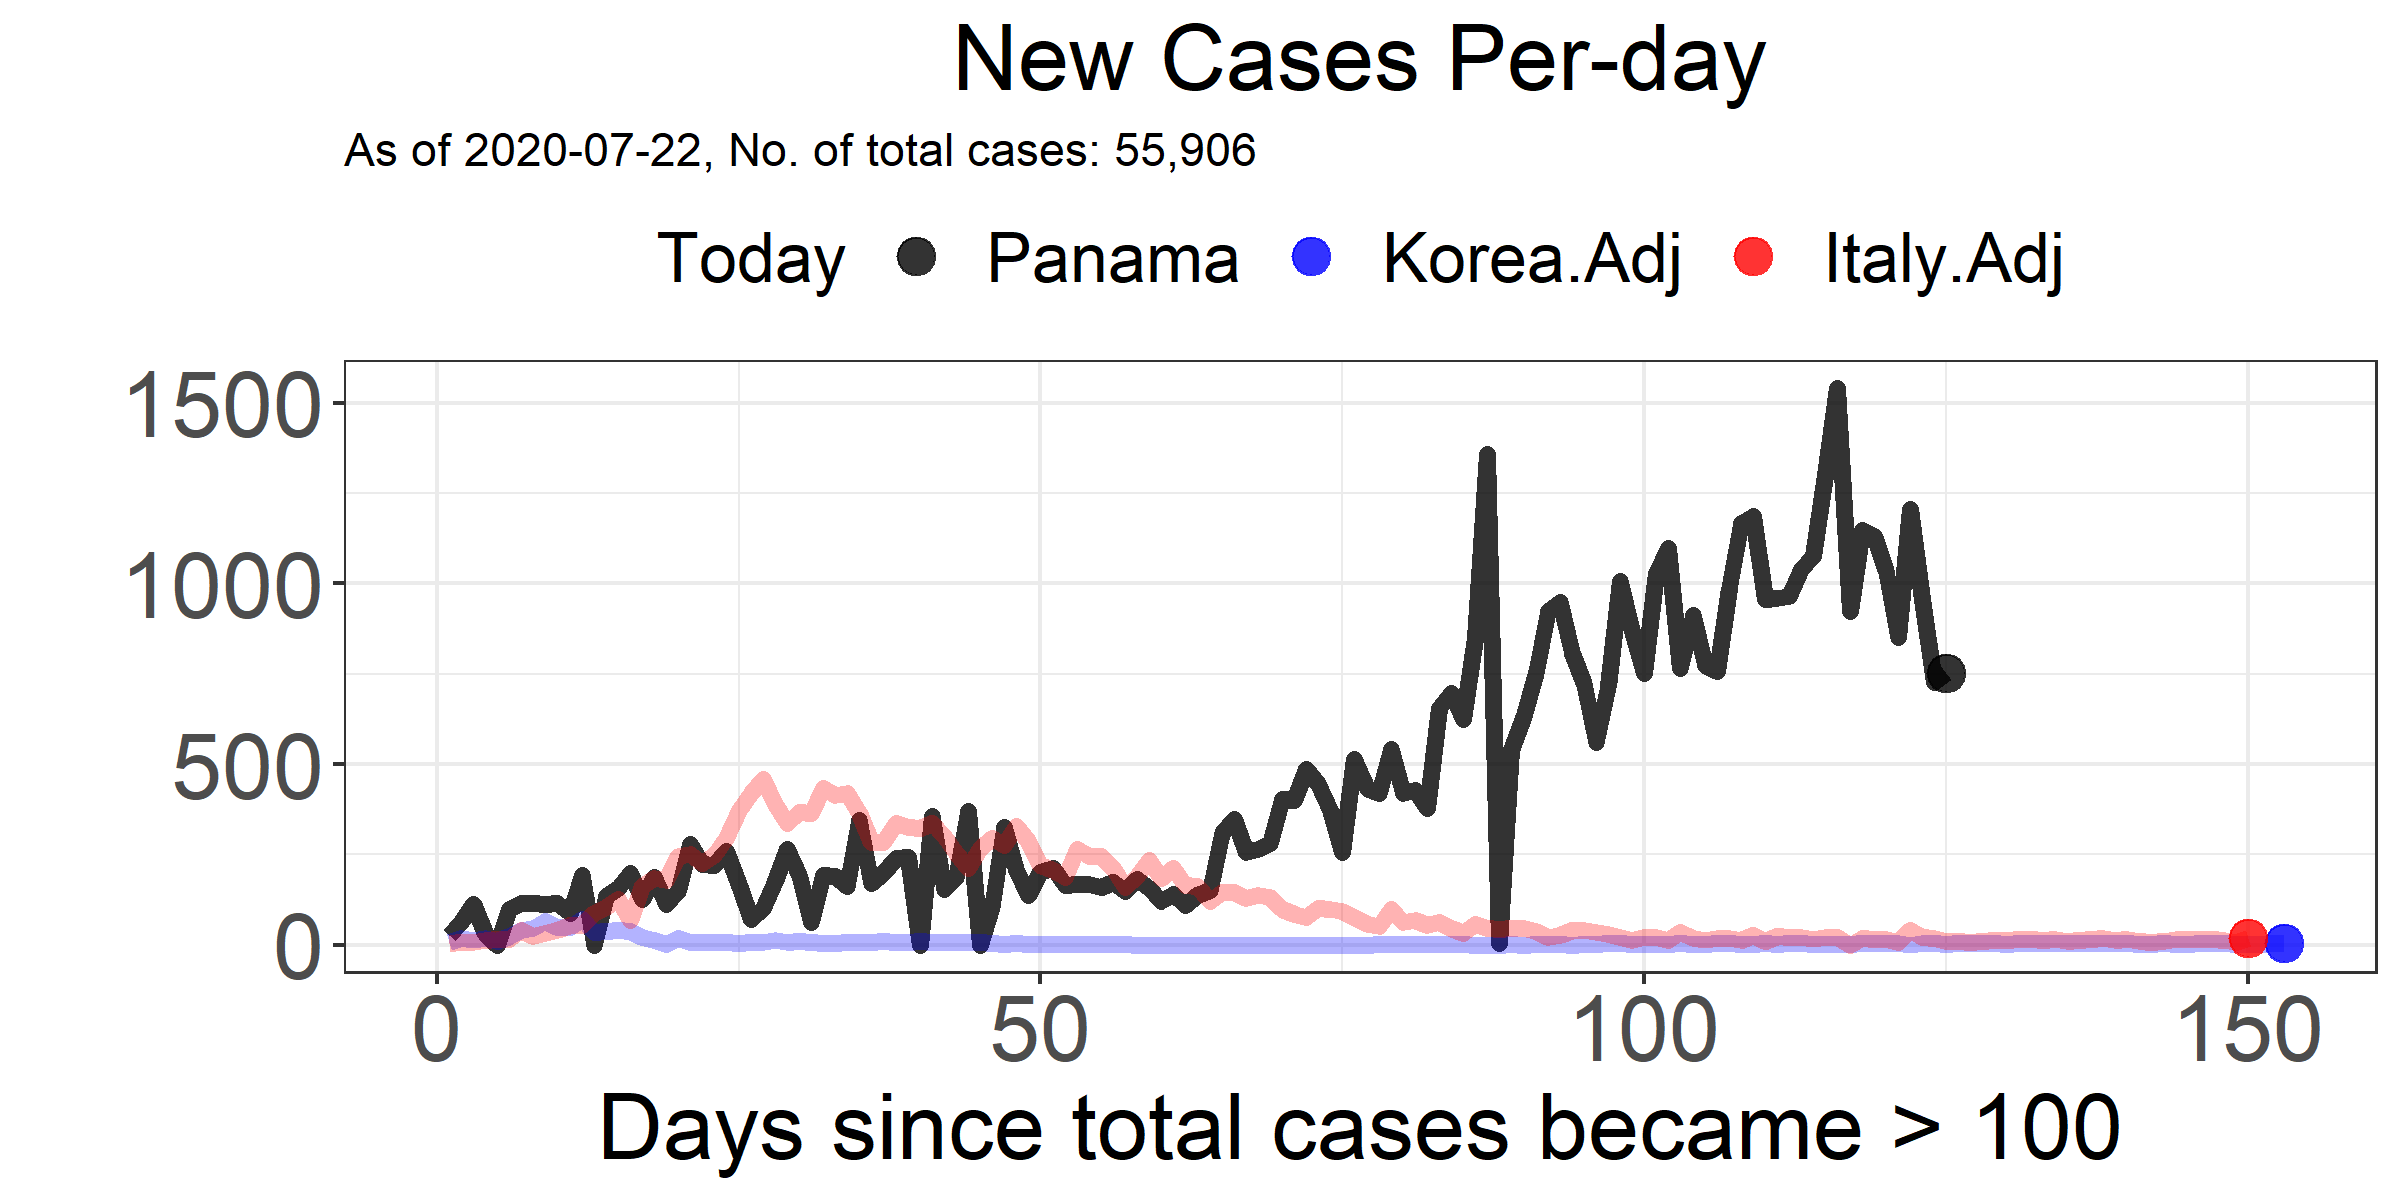 New Cases Per-day
As of 2020-07-22, No. of total cases: 55,906
Today Panama Korea.Adj Italy.Adj
1500
1000
500
0
0 50 100 150
Days since total cases became > 100